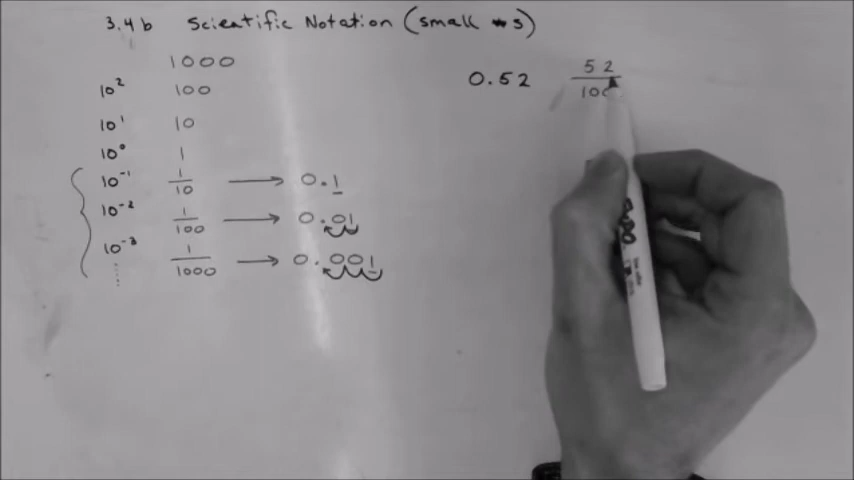 3.4b Scientific Notation (small #s)
1000
10² 100
10¹ 10
10⁰ 1
10⁻¹ 1/10 → 0.1
10⁻² 1/100 → 0.01
10⁻³ 1/1000 → 0.001
0.52 52/100